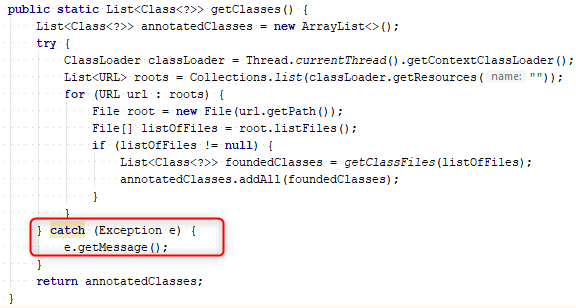 public static List<Class<?>> getClasses() {
List<Class<?>> annotatedClasses = new ArrayList<>();
try {
ClassLoader classLoader = Thread.currentThread().getContextClassLoader();
List<URL> roots = Collections.list(classLoader.getResources( name: ""));
for (URL url : roots) {
File root = new File(url.getPath());
File[] listOfFiles = root.listFiles();
if (listOfFiles != null) {
List<Class<?>> foundedClasses = getClassFiles(listOfFiles);
annotatedClasses.addAll(foundedClasses);
}
}
} catch (Exception e) {
e.getMessage();
}
return annotatedClasses;
}